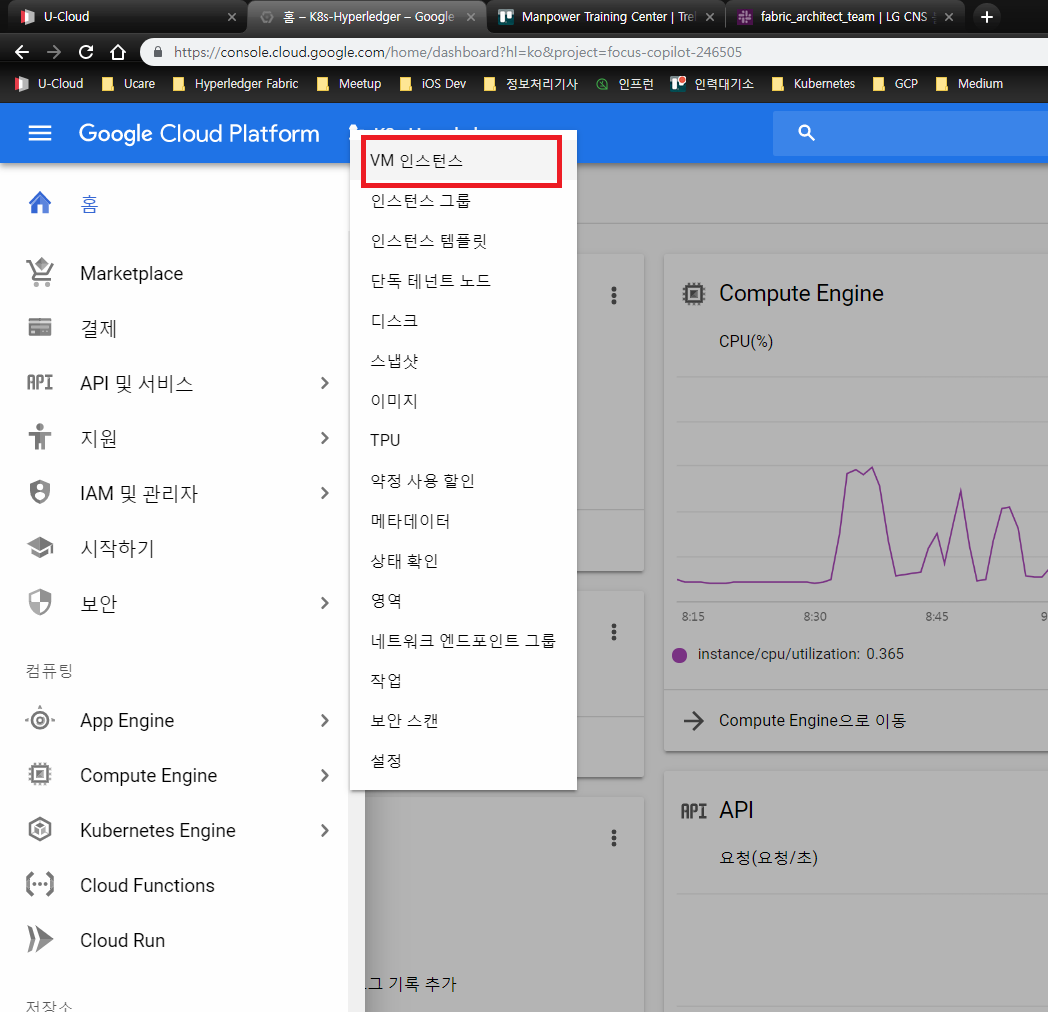 U-Cloud
홈 – K8s-Hyperledger – Google
Manpower Training Center | Trel
fabric_architect_team | LG CNS
https://console.cloud.google.com/home/dashboard?hl=ko&project=focus-copilot-246505
U-Cloud
Ucare
Hyperledger Fabric
Meetup
iOS Dev
정보처리기사
인프런
인력대기소
Kubernetes
GCP
Medium
Google Cloud Platform
홈
Marketplace
결제
API API 및 서비스
지원
IAM 및 관리자
시작하기
보안
컴퓨팅
App Engine
Compute Engine
Kubernetes Engine
Cloud Functions
Cloud Run
저장소
VM 인스턴스
인스턴스 그룹
인스턴스 템플릿
단독 테넌트 노드
디스크
스냅샷
이미지
TPU
약정 사용 할인
메타데이터
상태 확인
영역
네트워크 엔드포인트 그룹
작업
보안 스캔
설정
그 기록 추가
Compute Engine
CPU(%)
8:15
8:30
8:45
9
instance/cpu/utilization: 0.365
Compute Engine으로 이동
API API
요청(요청/초)